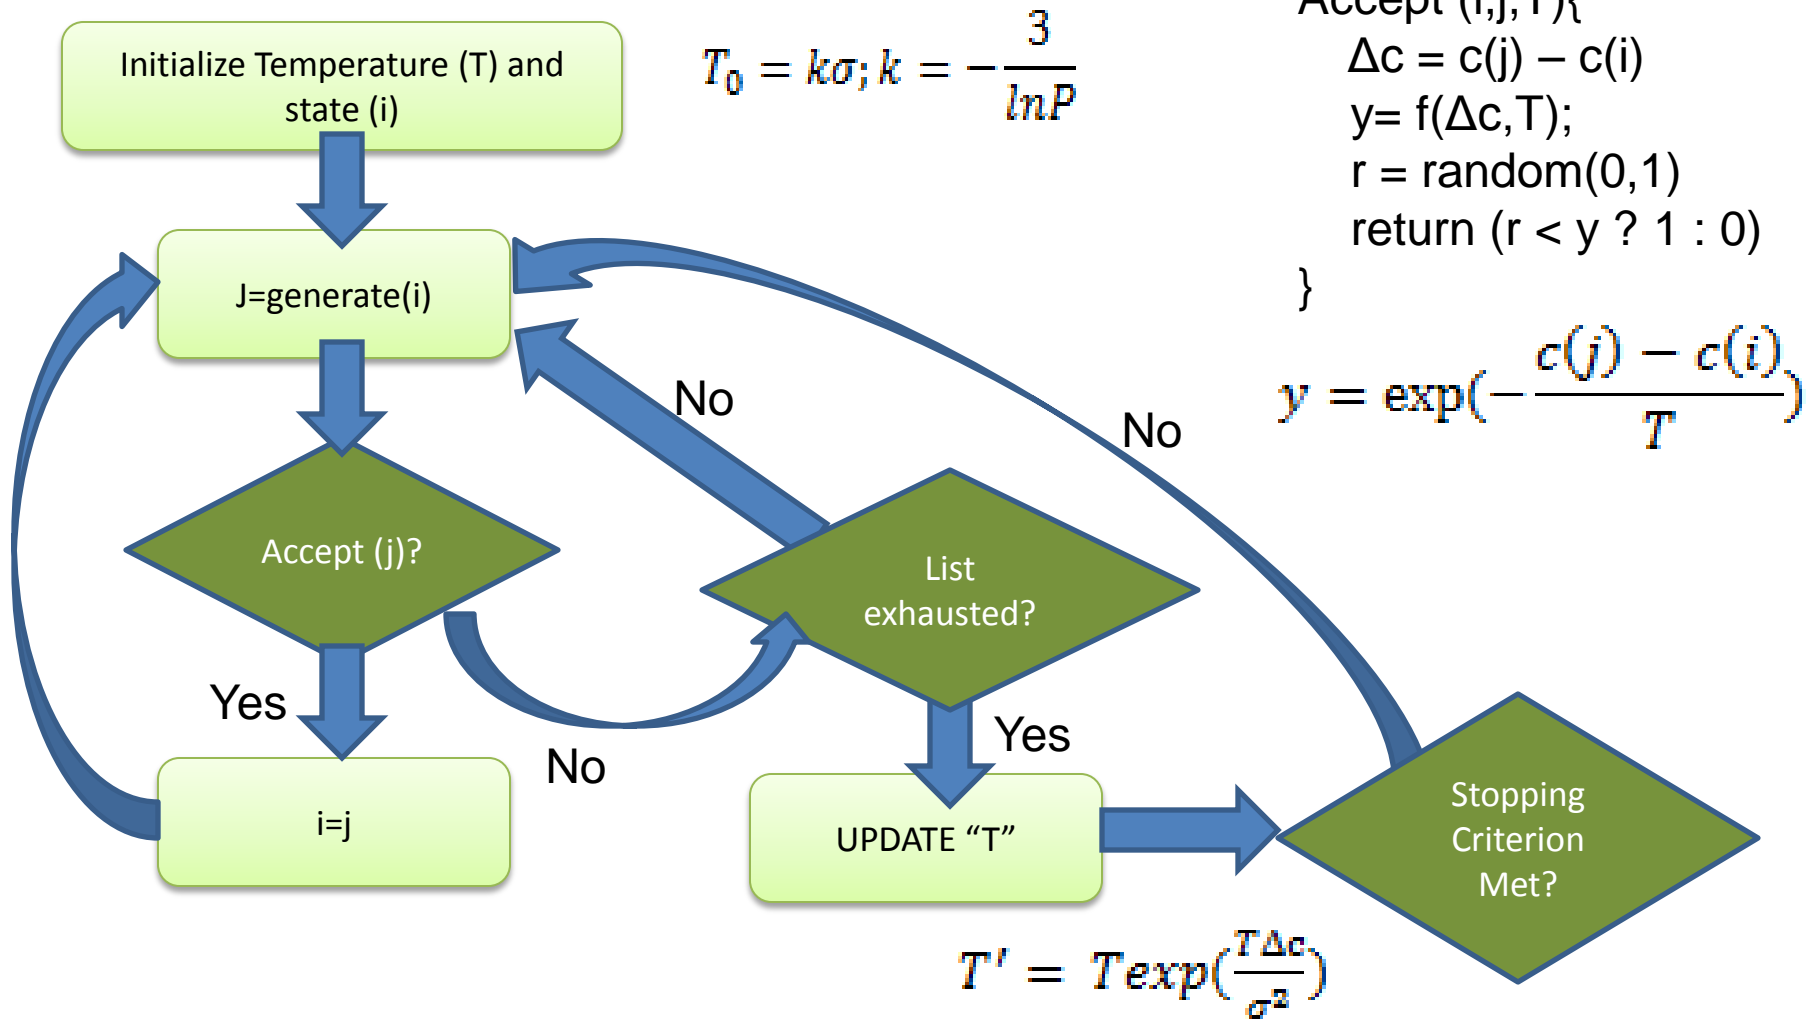 Initialize Temperature (T) and
state (i)
T₀ = kσ; k = − 3/lnP
Accept (i,j,T){
Δc = c(j) – c(i)
y= f(Δc,T);
r = random(0,1)
return (r < y ? 1 : 0)
}
y = exp(− (c(j) − c(i))/T)
J=generate(i)
No
No
Accept (j)?
List
exhausted?
Yes
No
Yes
i=j
UPDATE “T”
Stopping
Criterion
Met?
T′ = Texp(TΔc/σ²)